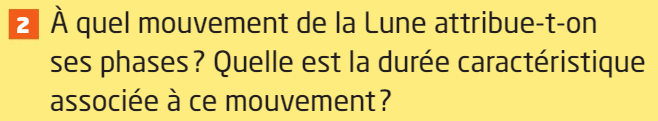 2 À quel mouvement de la Lune attribue-t-on
ses phases ? Quelle est la durée caractéristique
associée à ce mouvement ?